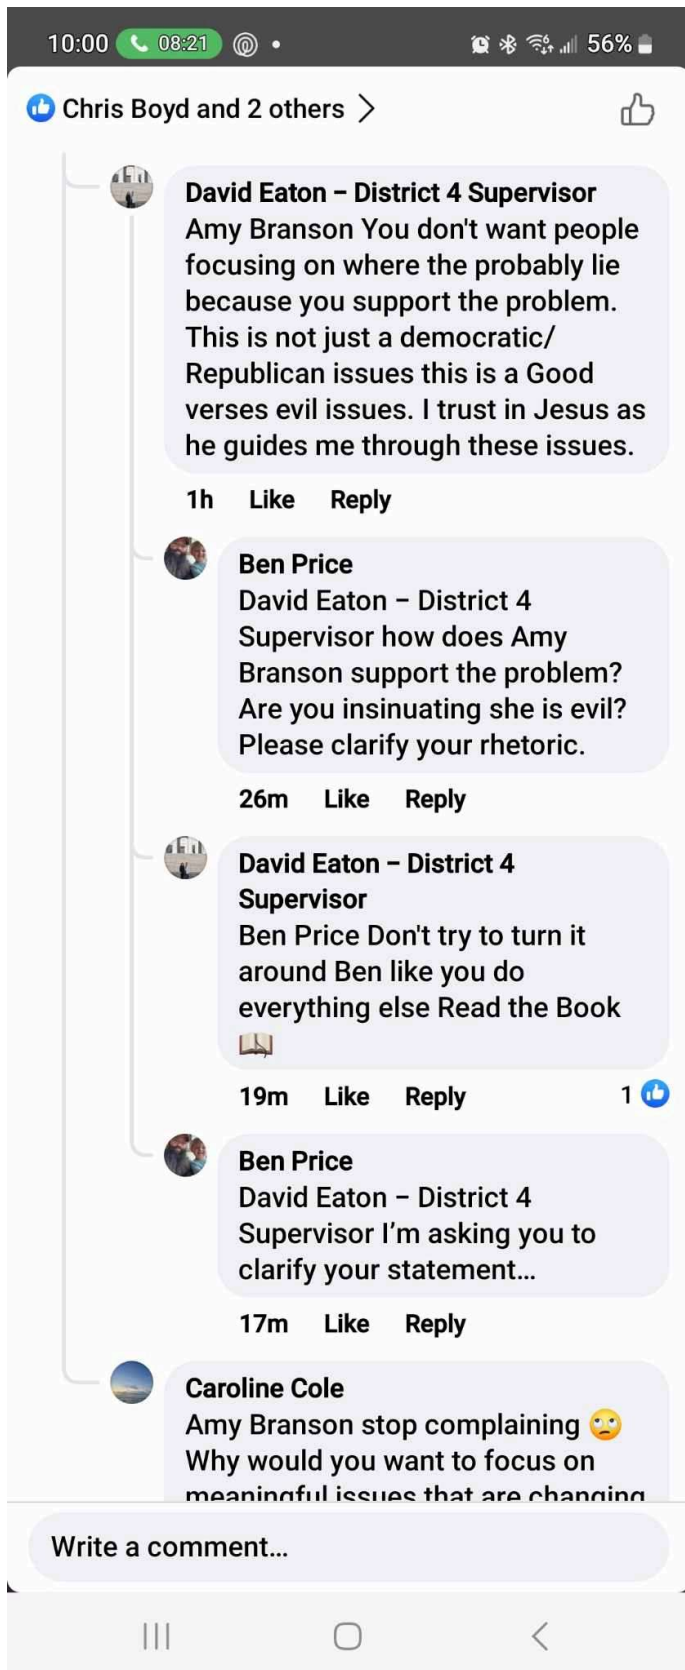 10:00 08:21 56%
Chris Boyd and 2 others
David Eaton – District 4 Supervisor
Amy Branson You don't want people
focusing on where the probably lie
because you support the problem.
This is not just a democratic/
Republican issues this is a Good
verses evil issues. I trust in Jesus as
he guides me through these issues.
1h Like Reply
Ben Price
David Eaton – District 4
Supervisor how does Amy
Branson support the problem?
Are you insinuating she is evil?
Please clarify your rhetoric.
26m Like Reply
David Eaton – District 4
Supervisor
Ben Price Don't try to turn it
around Ben like you do
everything else Read the Book
📖
19m Like Reply 1
Ben Price
David Eaton – District 4
Supervisor I’m asking you to
clarify your statement...
17m Like Reply
Caroline Cole
Amy Branson stop complaining 🙄
Why would you want to focus on
meaningful issues that are changing
Write a comment...